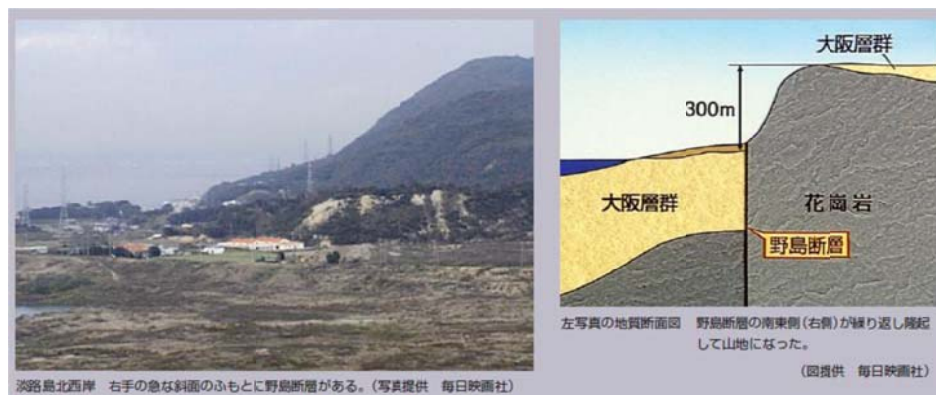 淡路島北西岸 右手の急な斜面のふもとに野島断層がある。（写真提供 毎日映画社）
大阪層群
300m
大阪層群
花崗岩
野島断層
左写真の地質断面図 野島断層の南東側（右側）が繰り返し隆起
して山地になった。
（図提供 毎日映画社）